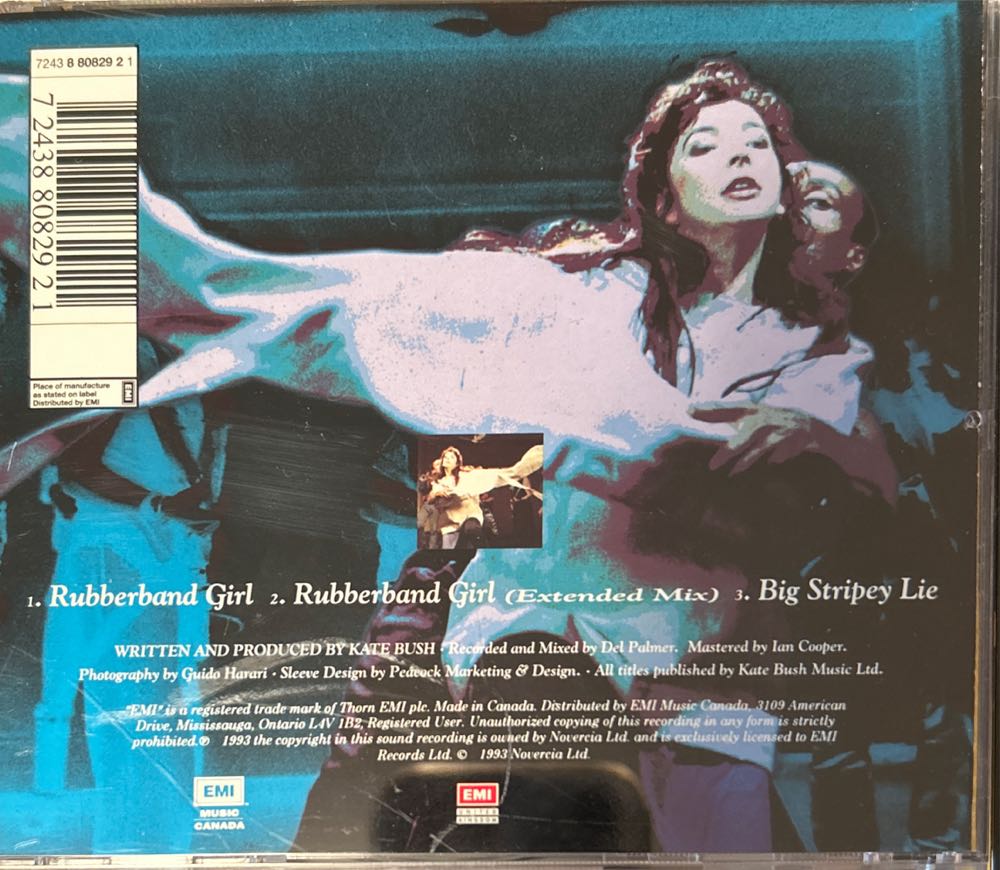 7243 8 80829 2 1
7 24388 80829 2 1
Place of manufacture
as stated on label
Distributed by EMI
EMI
1. Rubberband Girl 2. Rubberband Girl (Extended Mix) 3. Big Stripey Lie
WRITTEN AND PRODUCED BY KATE BUSH · Recorded and Mixed by Del Palmer. Mastered by Ian Cooper.
Photography by Guido Harari · Sleeve Design by Pedcock Marketing & Design. · All titles published by Kate Bush Music Ltd.
"EMI" is a registered trade mark of Thorn EMI plc. Made in Canada. Distributed by EMI Music Canada, 3109 American
Drive, Mississauga, Ontario L4V 1B2, Registered User. Unauthorized copying of this recording in any form is strictly
prohibited. ℗ 1993 the copyright in this sound recording is owned by Novercia Ltd. and is exclusively licensed to EMI
Records Ltd. © 1993 Novercia Ltd.
EMI
MUSIC
CANADA
EMI
UNITED
KINGDOM